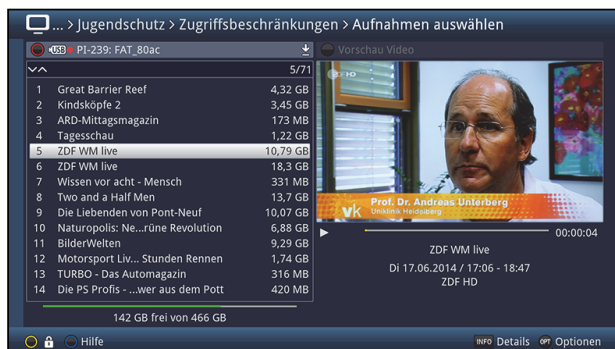 ... > Jugendschutz > Zugriffsbeschränkungen > Aufnahmen auswählen
USB PI-239: FAT_80ac
Vorschau Video
5/71
1 Great Barrier Reef 4,32 GB
2 Kindsköpfe 2 3,45 GB
3 ARD-Mittagsmagazin 173 MB
4 Tagesschau 1,22 GB
5 ZDF WM live 10,79 GB
6 ZDF WM live 18,3 GB
7 Wissen vor acht - Mensch 331 MB
8 Two and a Half Men 13,7 GB
9 Die Liebenden von Pont-Neuf 10,07 GB
10 Naturopolis: Ne...rüne Revolution 6,88 GB
11 BilderWelten 9,29 GB
12 Motorsport Liv... Stunden Rennen 1,74 GB
13 TURBO - Das Automagazin 316 MB
14 Die PS Profis - ...wer aus dem Pott 420 MB
142 GB frei von 466 GB
HD
vk
Prof. Dr. Andreas Unterberg
Uniklinik Heidelberg
00:00:04
ZDF WM live
Di 17.06.2014 / 17:06 - 18:47
ZDF HD
Hilfe
INFO Details
OPT Optionen